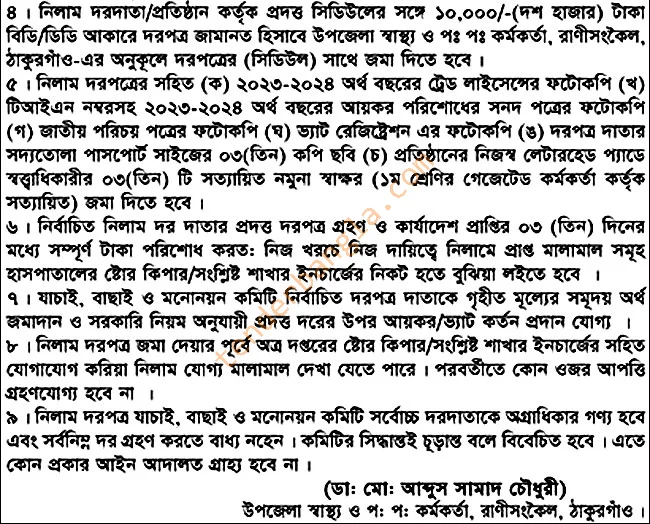 ৪। নিলাম দরদাতা/প্রতিষ্ঠান কর্তৃক প্রদত্ত সিডিউলের সঙ্গে ১০,০০০/-(দশ হাজার) টাকা
বিডি/ডিডি আকারে দরপত্র জামানত হিসাবে উপজেলা স্বাস্থ্য ও পঃ পঃ কর্মকর্তা, রাণীসংকৈল,
ঠাকুরগাঁও-এর অনুকূলে দরপত্রের (সিডিউল) সাথে জমা দিতে হবে।
৫। নিলাম দরপত্রের সহিত (ক) ২০২৩-২০২৪ অর্থ বছরের ট্রেড লাইসেন্সের ফটোকপি (খ)
টিআইএন নম্বরসহ ২০২৩-২০২৪ অর্থ বছরের আয়কর পরিশোধের সনদ পত্রের ফটোকপি
(গ) জাতীয় পরিচয় পত্রের ফটোকপি (ঘ) ভ্যাট রেজিষ্ট্রেশন এর ফটোকপি (ঙ) দরপত্র দাতার
সদ্যতোলা পাসপোর্ট সাইজের ০৩(তিন) কপি ছবি (চ) প্রতিষ্ঠানের নিজস্ব লেটারহেড প্যাডে
স্বত্ত্বাধিকারীর ০৩(তিন) টি সত্যায়িত নমুনা স্বাক্ষর (১ম শ্রেণির গেজেটেড কর্মকর্তা কর্তৃক
সত্যায়িত) জমা দিতে হবে।
৬। নির্বাচিত নিলাম দর দাতার প্রদত্ত দরপত্র গ্রহণ ও কার্যাদেশ প্রাপ্তির ০৩ (তিন) দিনের
মধ্যে সম্পূর্ণ টাকা পরিশোধ করত: নিজ খরচে নিজ দায়িত্বে নিলামে প্রাপ্ত মালামাল সমূহ
হাসপাতালের ষ্টোর কিপার/সংশ্লিষ্ট শাখার ইনচার্জের নিকট হতে বুঝিয়া লইতে হবে ।
৭। যাচাই, বাছাই ও মনোনয়ন কমিটি নির্বাচিত দরপত্র দাতাকে গৃহীত মূল্যের সমূদয় অর্থ
জমাদান ও সরকারি নিয়ম অনুযায়ী প্রদত্ত দরের উপর আয়কর/ভ্যাট কর্তন প্রদান যোগ্য ।
৮। নিলাম দরপত্র জমা দেয়ার পূর্বে অত্র দপ্তরের ষ্টোর কিপার/সংশ্লিষ্ট শাখার ইনচার্জের সহিত
যোগাযোগ করিয়া নিলাম যোগ্য মালামাল দেখা যেতে পারে। পরবর্তীতে কোন ওজর আপত্তি
গ্রহণযোগ্য হবে না ।
৯। নিলাম দরপত্র যাচাই, বাছাই ও মনোনয়ন কমিটি সর্বোচ্চ দরদাতাকে অগ্রাধিকার গণ্য হবে
এবং সর্বনিম্ন দর গ্রহণ করতে বাধ্য নহেন। কমিটির সিদ্ধান্তই চূড়ান্ত বলে বিবেচিত হবে। এতে
কোন প্রকার আইন আদালত গ্রাহ্য হবে না।
(ডা: মো: আব্দুস সামাদ চৌধুরী)
উপজেলা স্বাস্থ্য ও প: প: কর্মকর্তা, রাণীসংকৈল, ঠাকুরগাঁও।
tenderbangla.com